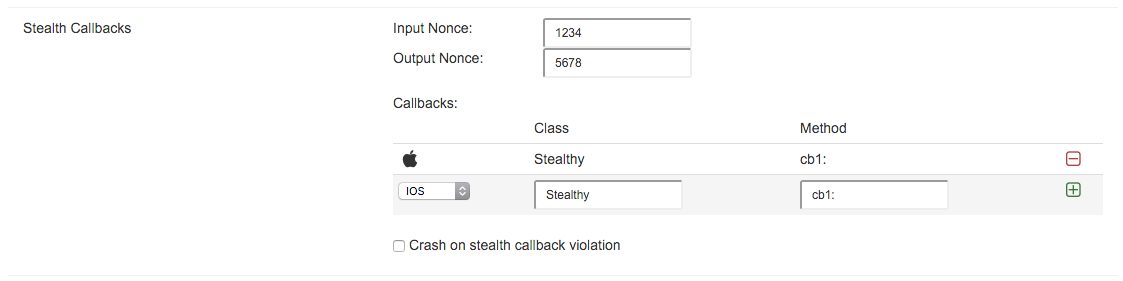 Stealth Callbacks
Input Nonce: 1234
Output Nonce: 5678
Callbacks:
Class Method
Stealthy cb1:
IOS Stealthy cb1:
Crash on stealth callback violation